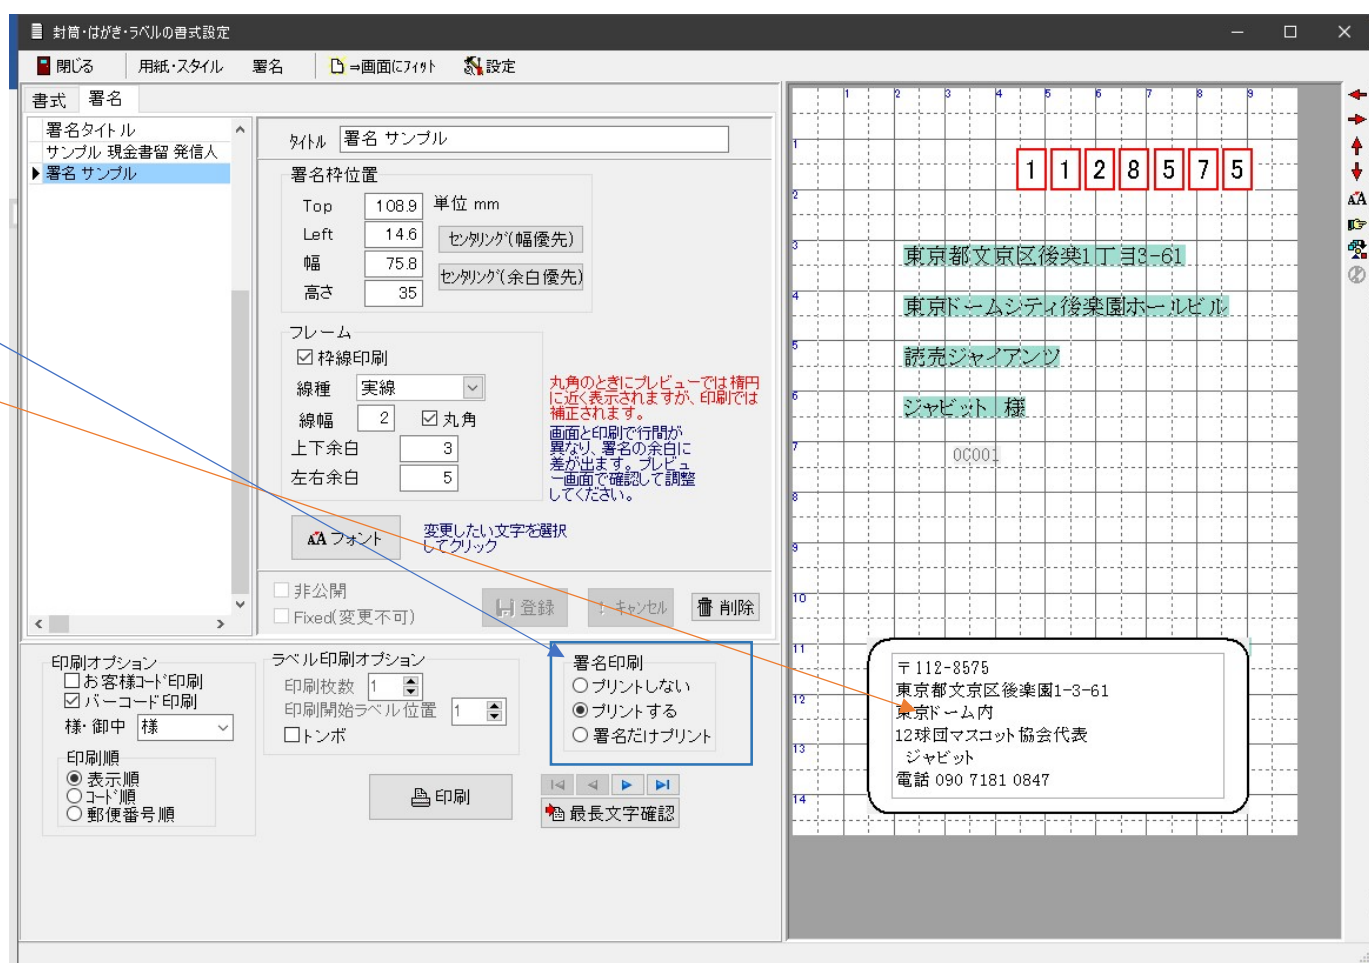 封筒・はがき・ラベルの書式設定
閉じる 用紙・スタイル 署名 ⇒画面にﾌｨｯﾄ 設定
書式 署名
署名タイトル
サンプル 現金書留 発信人
署名 サンプル
ﾀｲﾄﾙ 署名 サンプル
署名枠位置
Top 108.9 単位 mm
Left 14.6 ｾﾝﾀﾘﾝｸﾞ(幅優先)
幅 75.8
ｾﾝﾀﾘﾝｸﾞ(余白優先)
高さ 35
フレーム
枠線印刷
線種 実線
線幅 2 丸角
上下余白 3
左右余白 5
丸角のときにプレビューでは楕円
に近く表示されますが、印刷では
補正されます。
画面と印刷で行間が
異なり、署名の余白に
差が出ます。プレビュ
ー画面で確認して調整
してください。
フォント
変更したい文字を選択
してクリック
非公開
Fixed(変更不可)
登録 ｷｬﾝｾﾙ 削除
印刷オプション
お客様ｺｰﾄﾞ印刷
バーコード印刷
様・御中 様
印刷順
表示順
ｺｰﾄﾞ順
郵便番号順
ラベル印刷オプション
印刷枚数 1
印刷開始ラベル位置 1
トンボ
署名印刷
プリントしない
プリントする
署名だけプリント
印刷
最長文字確認
1 2 3 4 5 6 7 8 9
1
2
3
4
5
6
7
8
9
10
11
12
13
14
1 1 2 8 5 7 5
東京都文京区後楽1丁目3-61
東京ドームシティ後楽園ホールビル
読売ジャイアンツ
ジャビット 様
0C001
〒112-8575
東京都文京区後楽園1-3-61
東京ドーム内
12球団マスコット協会代表
ジャビット
電話 090 7181 0847